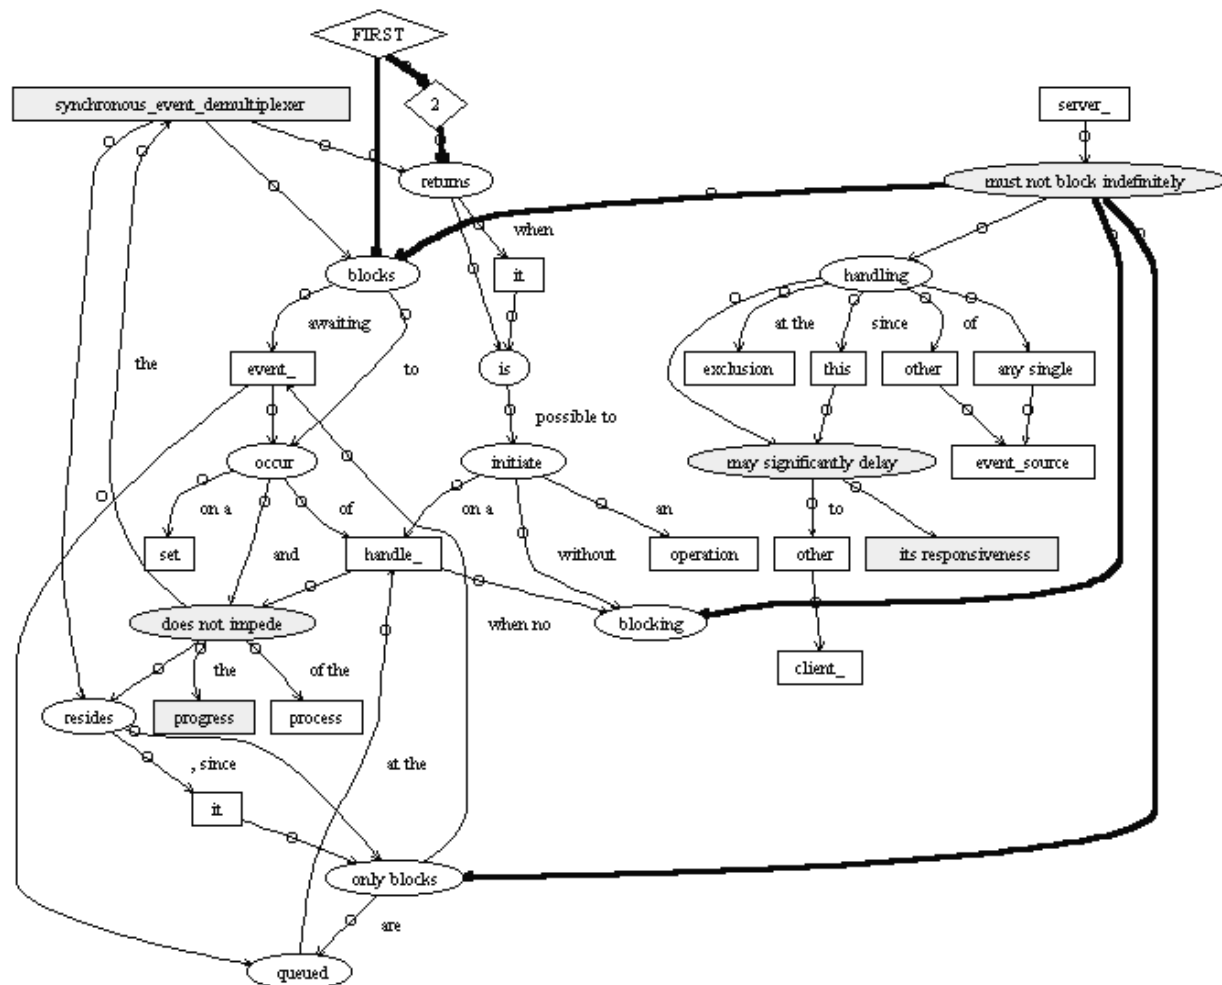 FIRST
synchronous_event_demultiplexer
2
server_
returns
must not block indefinitely
when
blocks
it
handling
awaiting
at the
since
of
the
event_
to
is
exclusion
this
other
any single
possible to
occur
initiate
may significantly delay
event_source
on a
of
on a
an
to
set
and
handle_
without
operation
other
its responsiveness
does not impede
when no
blocking
the
of the
client_
resides
progress
process
, since
at the
it
only blocks
are
queued